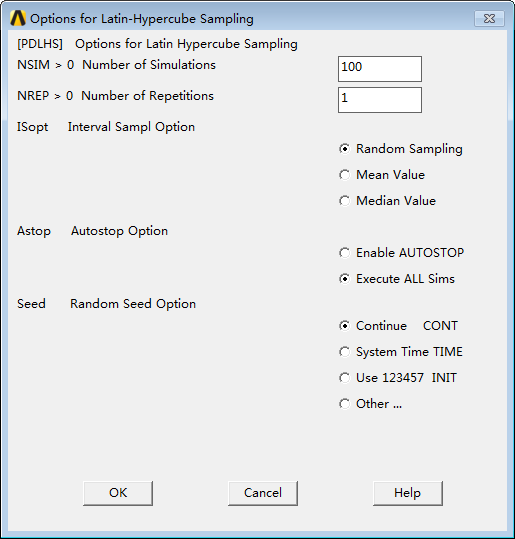 Options for Latin-Hypercube Sampling
[PDLHS] Options for Latin Hypercube Sampling
NSIM > 0 Number of Simulations 100
NREP > 0 Number of Repetitions 1
ISopt Interval Sampl Option
Random Sampling
Mean Value
Median Value
Astop Autostop Option
Enable AUTOSTOP
Execute ALL Sims
Seed Random Seed Option
Continue CONT
System Time TIME
Use 123457 INIT
Other ...
OK Cancel Help